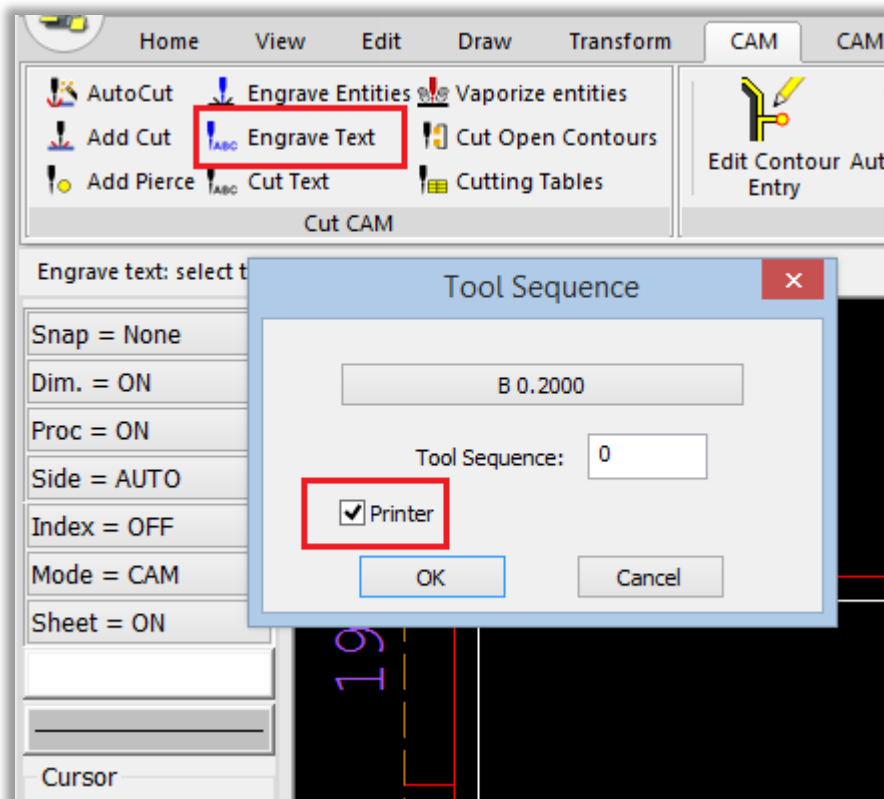 Home View Edit Draw Transform CAM CAM
AutoCut Engrave Entities Vaporize entities
Add Cut ABC Engrave Text Cut Open Contours
Add Pierce ABC Cut Text Cutting Tables
Edit Contour Entry
Aut
Cut CAM
Engrave text: select t
Tool Sequence
B 0.2000
Tool Sequence: 0
Printer
OK Cancel
Snap = None
Dim. = ON
Proc = ON
Side = AUTO
Index = OFF
Mode = CAM
Sheet = ON
19
Cursor